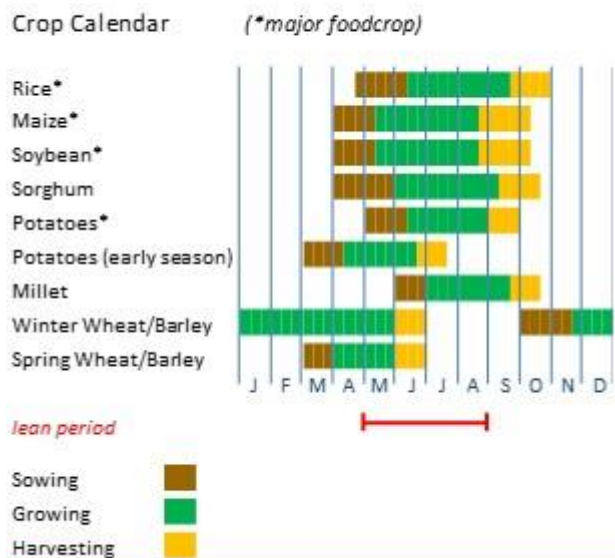 Crop Calendar (*major foodcrop)
Rice*
Maize*
Soybean*
Sorghum
Potatoes*
Potatoes (early season)
Millet
Winter Wheat/Barley
Spring Wheat/Barley
J F M A M J J A S O N D
lean period
Sowing
Growing
Harvesting